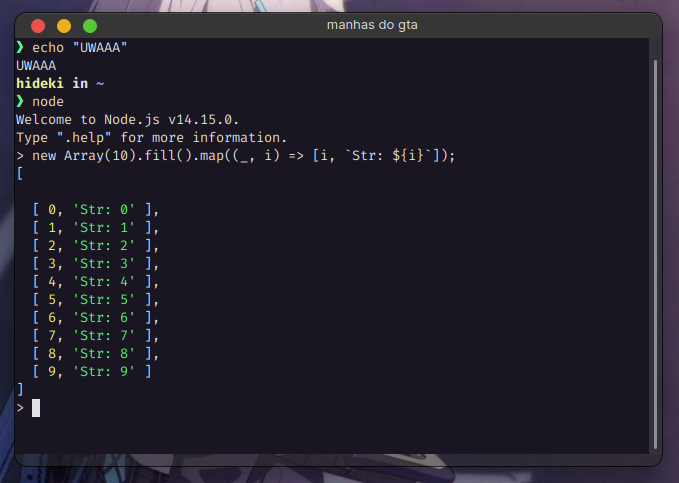 manhas do gta
❯ echo "UWAAA"
UWAAA
hideki in ~
❯ node
Welcome to Node.js v14.15.0.
Type ".help" for more information.
> new Array(10).fill().map((_, i) => [i, `Str: ${i}`]);
[
  [ 0, 'Str: 0' ],
  [ 1, 'Str: 1' ],
  [ 2, 'Str: 2' ],
  [ 3, 'Str: 3' ],
  [ 4, 'Str: 4' ],
  [ 5, 'Str: 5' ],
  [ 6, 'Str: 6' ],
  [ 7, 'Str: 7' ],
  [ 8, 'Str: 8' ],
  [ 9, 'Str: 9' ]
]
>